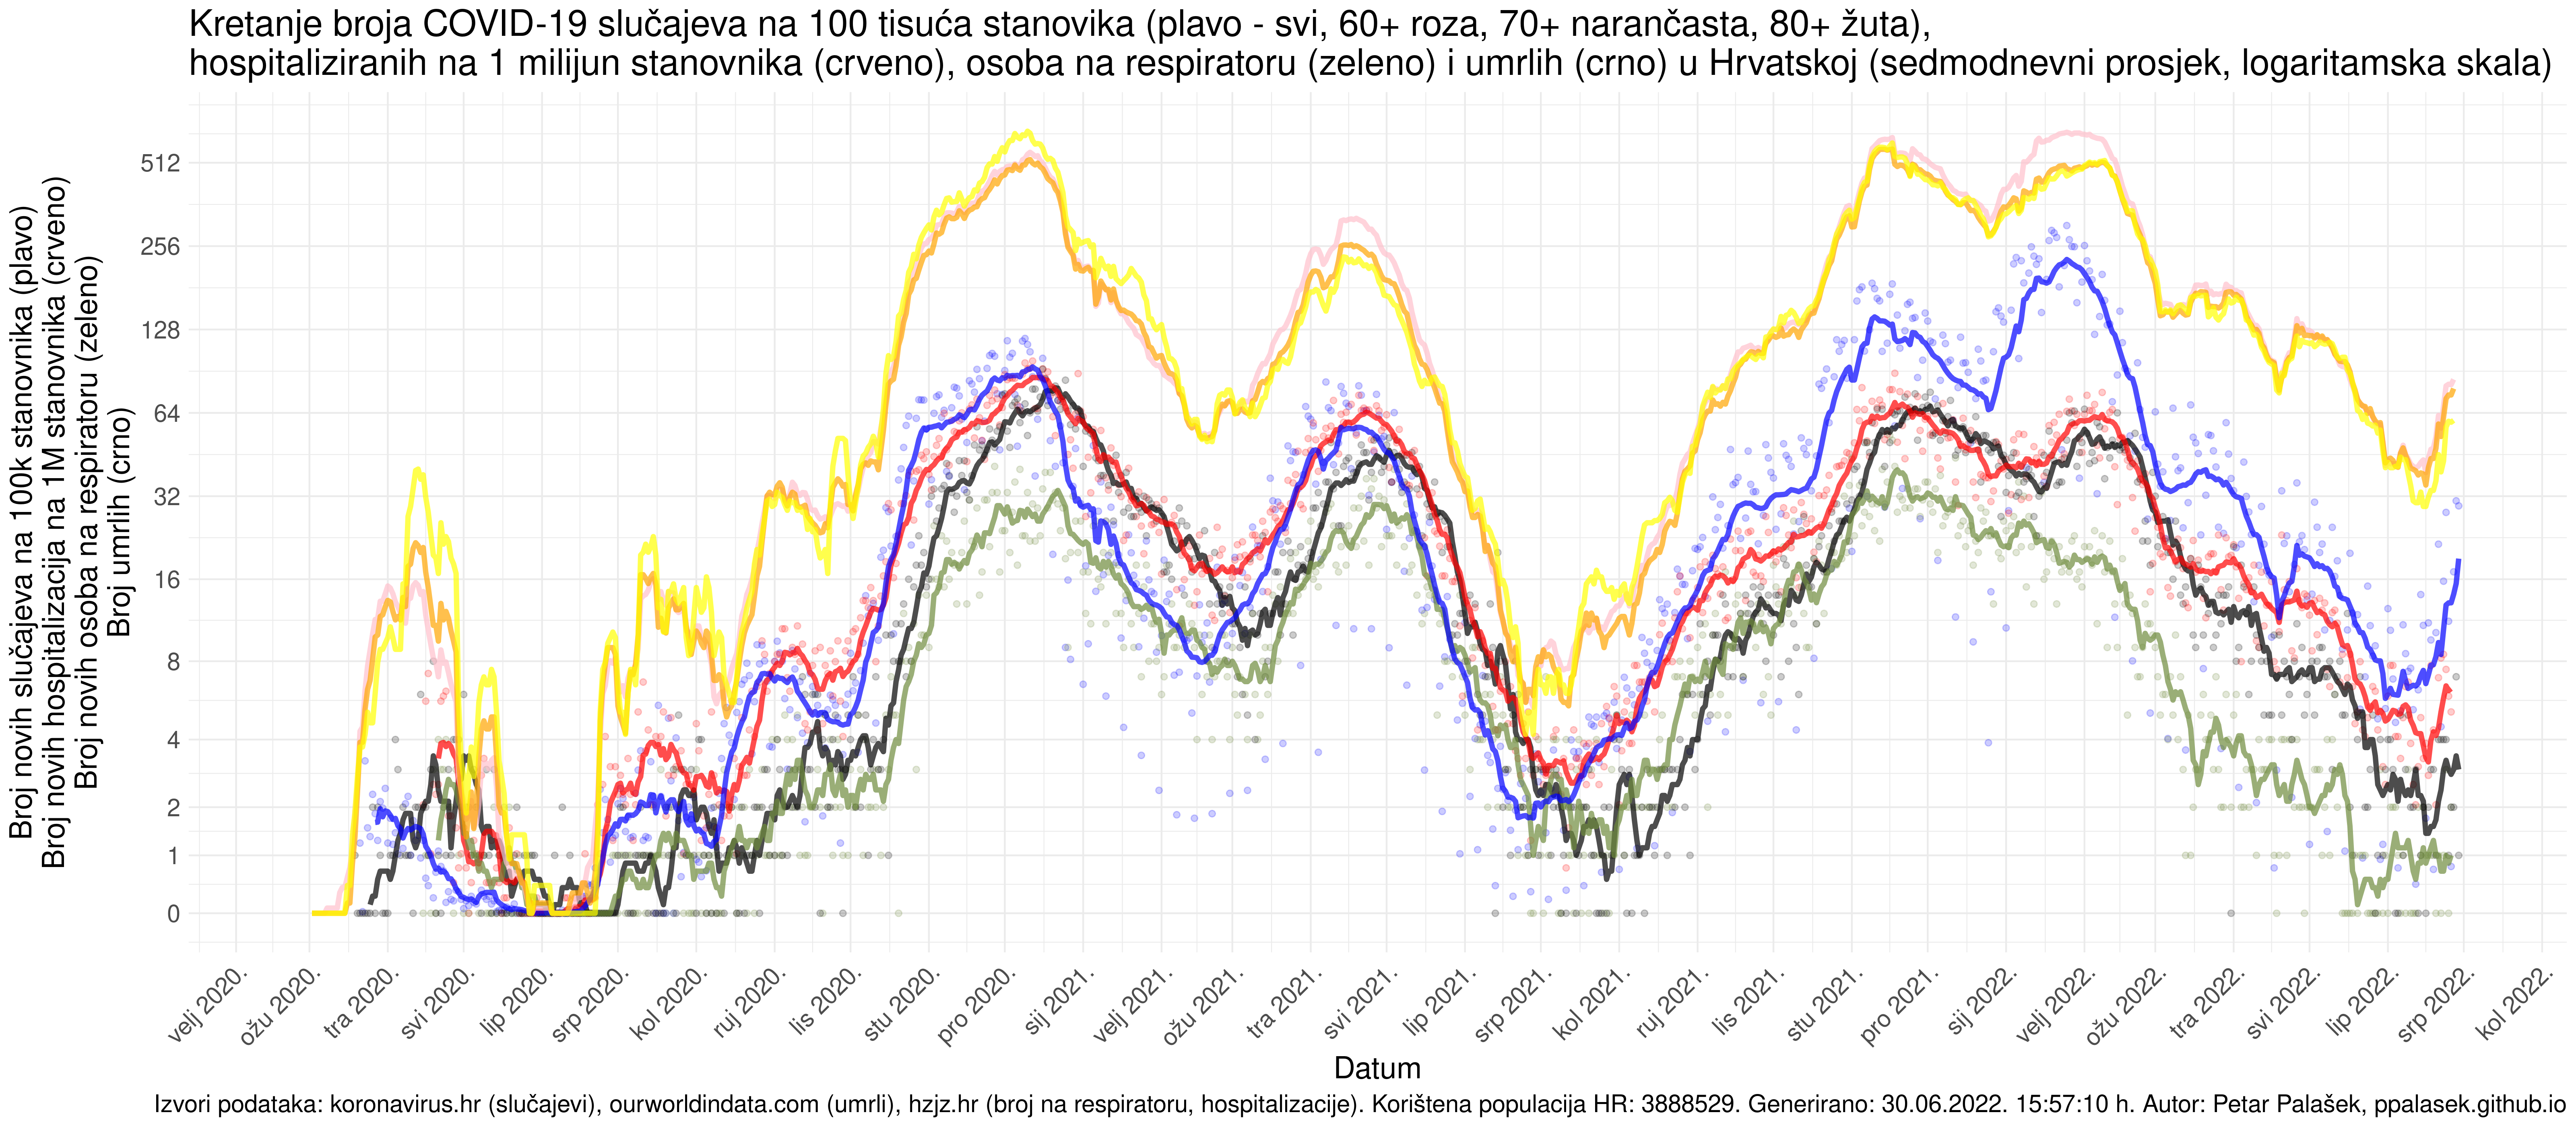 Kretanje broja COVID-19 slučajeva na 100 tisuća stanovika (plavo - svi, 60+ roza, 70+ narančasta, 80+ žuta),
hospitaliziranih na 1 milijun stanovnika (crveno), osoba na respiratoru (zeleno) i umrlih (crno) u Hrvatskoj (sedmodnevni prosjek, logaritamska skala)
Broj novih slučajeva na 100k stanovnika (plavo)
Broj novih hospitalizacija na 1M stanovnika (crveno)
Broj novih osoba na respiratoru (zeleno)
Broj umrlih (crno)
512
256
128
64
32
16
8
4
2
1
0
velj 2020.
ožu 2020.
tra 2020.
svi 2020.
lip 2020.
srp 2020.
kol 2020.
ruj 2020.
lis 2020.
stu 2020.
pro 2020.
sij 2021.
velj 2021.
ožu 2021.
tra 2021.
svi 2021.
lip 2021.
srp 2021.
kol 2021.
ruj 2021.
lis 2021.
stu 2021.
pro 2021.
sij 2022.
velj 2022.
ožu 2022.
tra 2022.
svi 2022.
lip 2022.
srp 2022.
kol 2022.
Datum
Izvori podataka: koronavirus.hr (slučajevi), ourworldindata.com (umrli), hzjz.hr (broj na respiratoru, hospitalizacije). Korištena populacija HR: 3888529. Generirano: 30.06.2022. 15:57:10 h. Autor: Petar Palašek, ppalasek.github.io